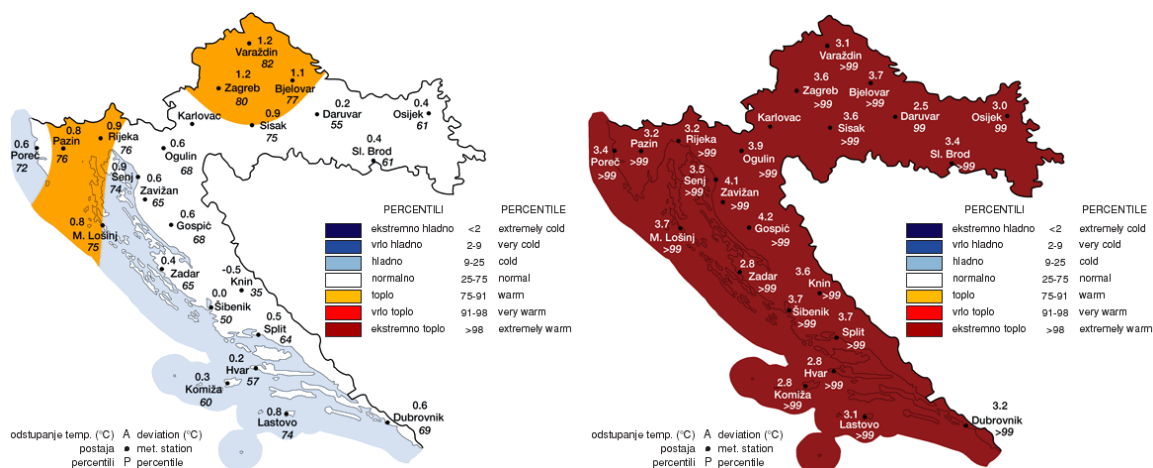 1.2
Varaždin
82
1.2
Zagreb
80
1.1
Bjelovar
77
0.2
Daruvar
55
0.4
Osijek
61
Karlovac
0.9
Sisak
75
0.4
Sl. Brod
61
0.6
Poreč
72
0.8
Pazin
76
0.9
Rijeka
76
0.6
Ogulin
68
0.9
Senj
74
0.6
Zavižan
65
0.6
Gospić
68
0.8
M. Lošinj
75
0.4
Zadar
65
-0.5
Knin
35
0.0
Šibenik
50
0.5
Split
64
0.2
Hvar
57
0.3
Komiža
60
0.8
Lastovo
74
0.6
Dubrovnik
69
PERCENTILI PERCENTILE
ekstremno hladno <2 extremely cold
vrlo hladno 2-9 very cold
hladno 9-25 cold
normalno 25-75 normal
toplo 75-91 warm
vrlo toplo 91-98 very warm
ekstremno toplo >98 extremely warm
odstupanje temp. (°C) A deviation (°C)
postaja ● met. station
percentili P percentile
3.1
Varaždin
>99
3.6
Zagreb
>99
3.7
Bjelovar
>99
2.5
Daruvar
99
3.0
Osijek
99
Karlovac
3.6
Sisak
>99
3.4
Sl. Brod
>99
3.4
Poreč
>99
3.2
Pazin
>99
3.2
Rijeka
>99
3.9
Ogulin
>99
3.5
Senj
>99
4.1
Zavižan
>99
4.2
Gospić
>99
3.7
M. Lošinj
>99
2.8
Zadar
>99
3.6
Knin
>99
3.7
Šibenik
>99
3.7
Split
>99
2.8
Hvar
>99
2.8
Komiža
>99
3.1
Lastovo
>99
3.2
Dubrovnik
>99
PERCENTILI PERCENTILE
ekstremno hladno <2 extremely cold
vrlo hladno 2-9 very cold
hladno 9-25 cold
normalno 25-75 normal
toplo 75-91 warm
vrlo toplo 91-98 very warm
ekstremno toplo >98 extremely warm
odstupanje temp. (°C) A deviation (°C)
postaja ● met. station
percentili P percentile